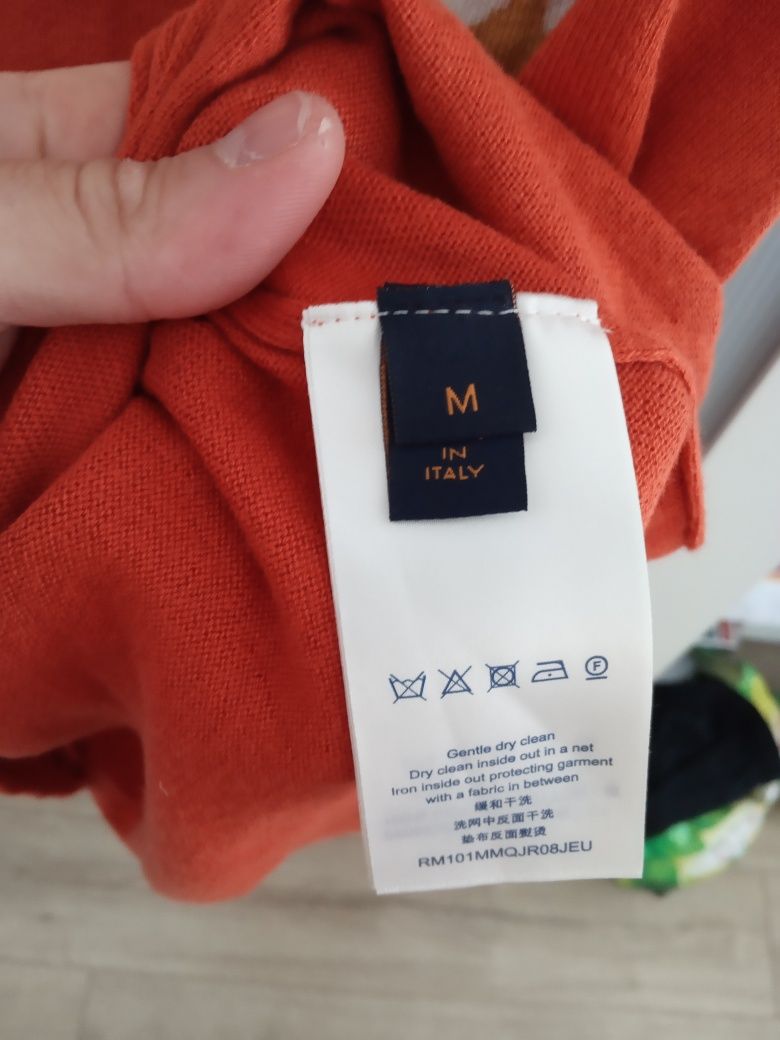 M
IN
ITALY
F
Gentle dry clean
Dry clean inside out in a net
Iron inside out protecting garment
with a fabric in between
緩和干洗
洗网中反面干洗
垫布反面熨烫
RM101MMQJR08JEU